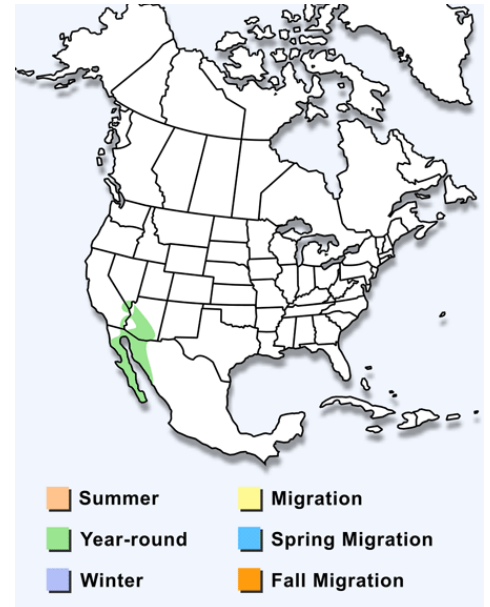 Summer
Migration
Year-round
Spring Migration
Winter
Fall Migration